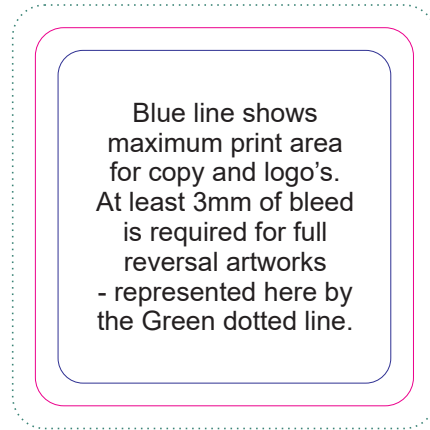 Blue line shows
maximum print area
for copy and logo's.
At least 3mm of bleed
is required for full
reversal artworks
- represented here by
the Green dotted line.